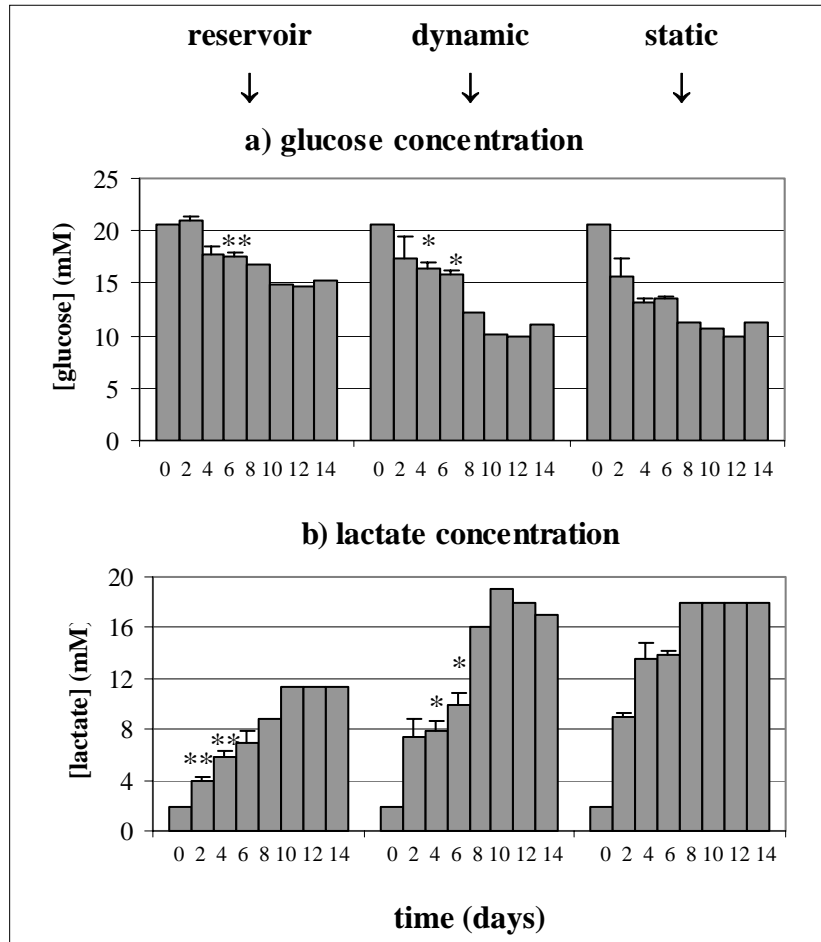 reservoir dynamic static
↓ ↓ ↓
a) glucose concentration
[glucose] (mM)
25
20
15
10
5
0
** * *
0 2 4 6 8 10 12 14 0 2 4 6 8 10 12 14 0 2 4 6 8 10 12 14
b) lactate concentration
[lactate] (mM)
20
16
12
8
4
0
** ** * *
0 2 4 6 8 10 12 14 0 2 4 6 8 10 12 14 0 2 4 6 8 10 12 14
time (days)